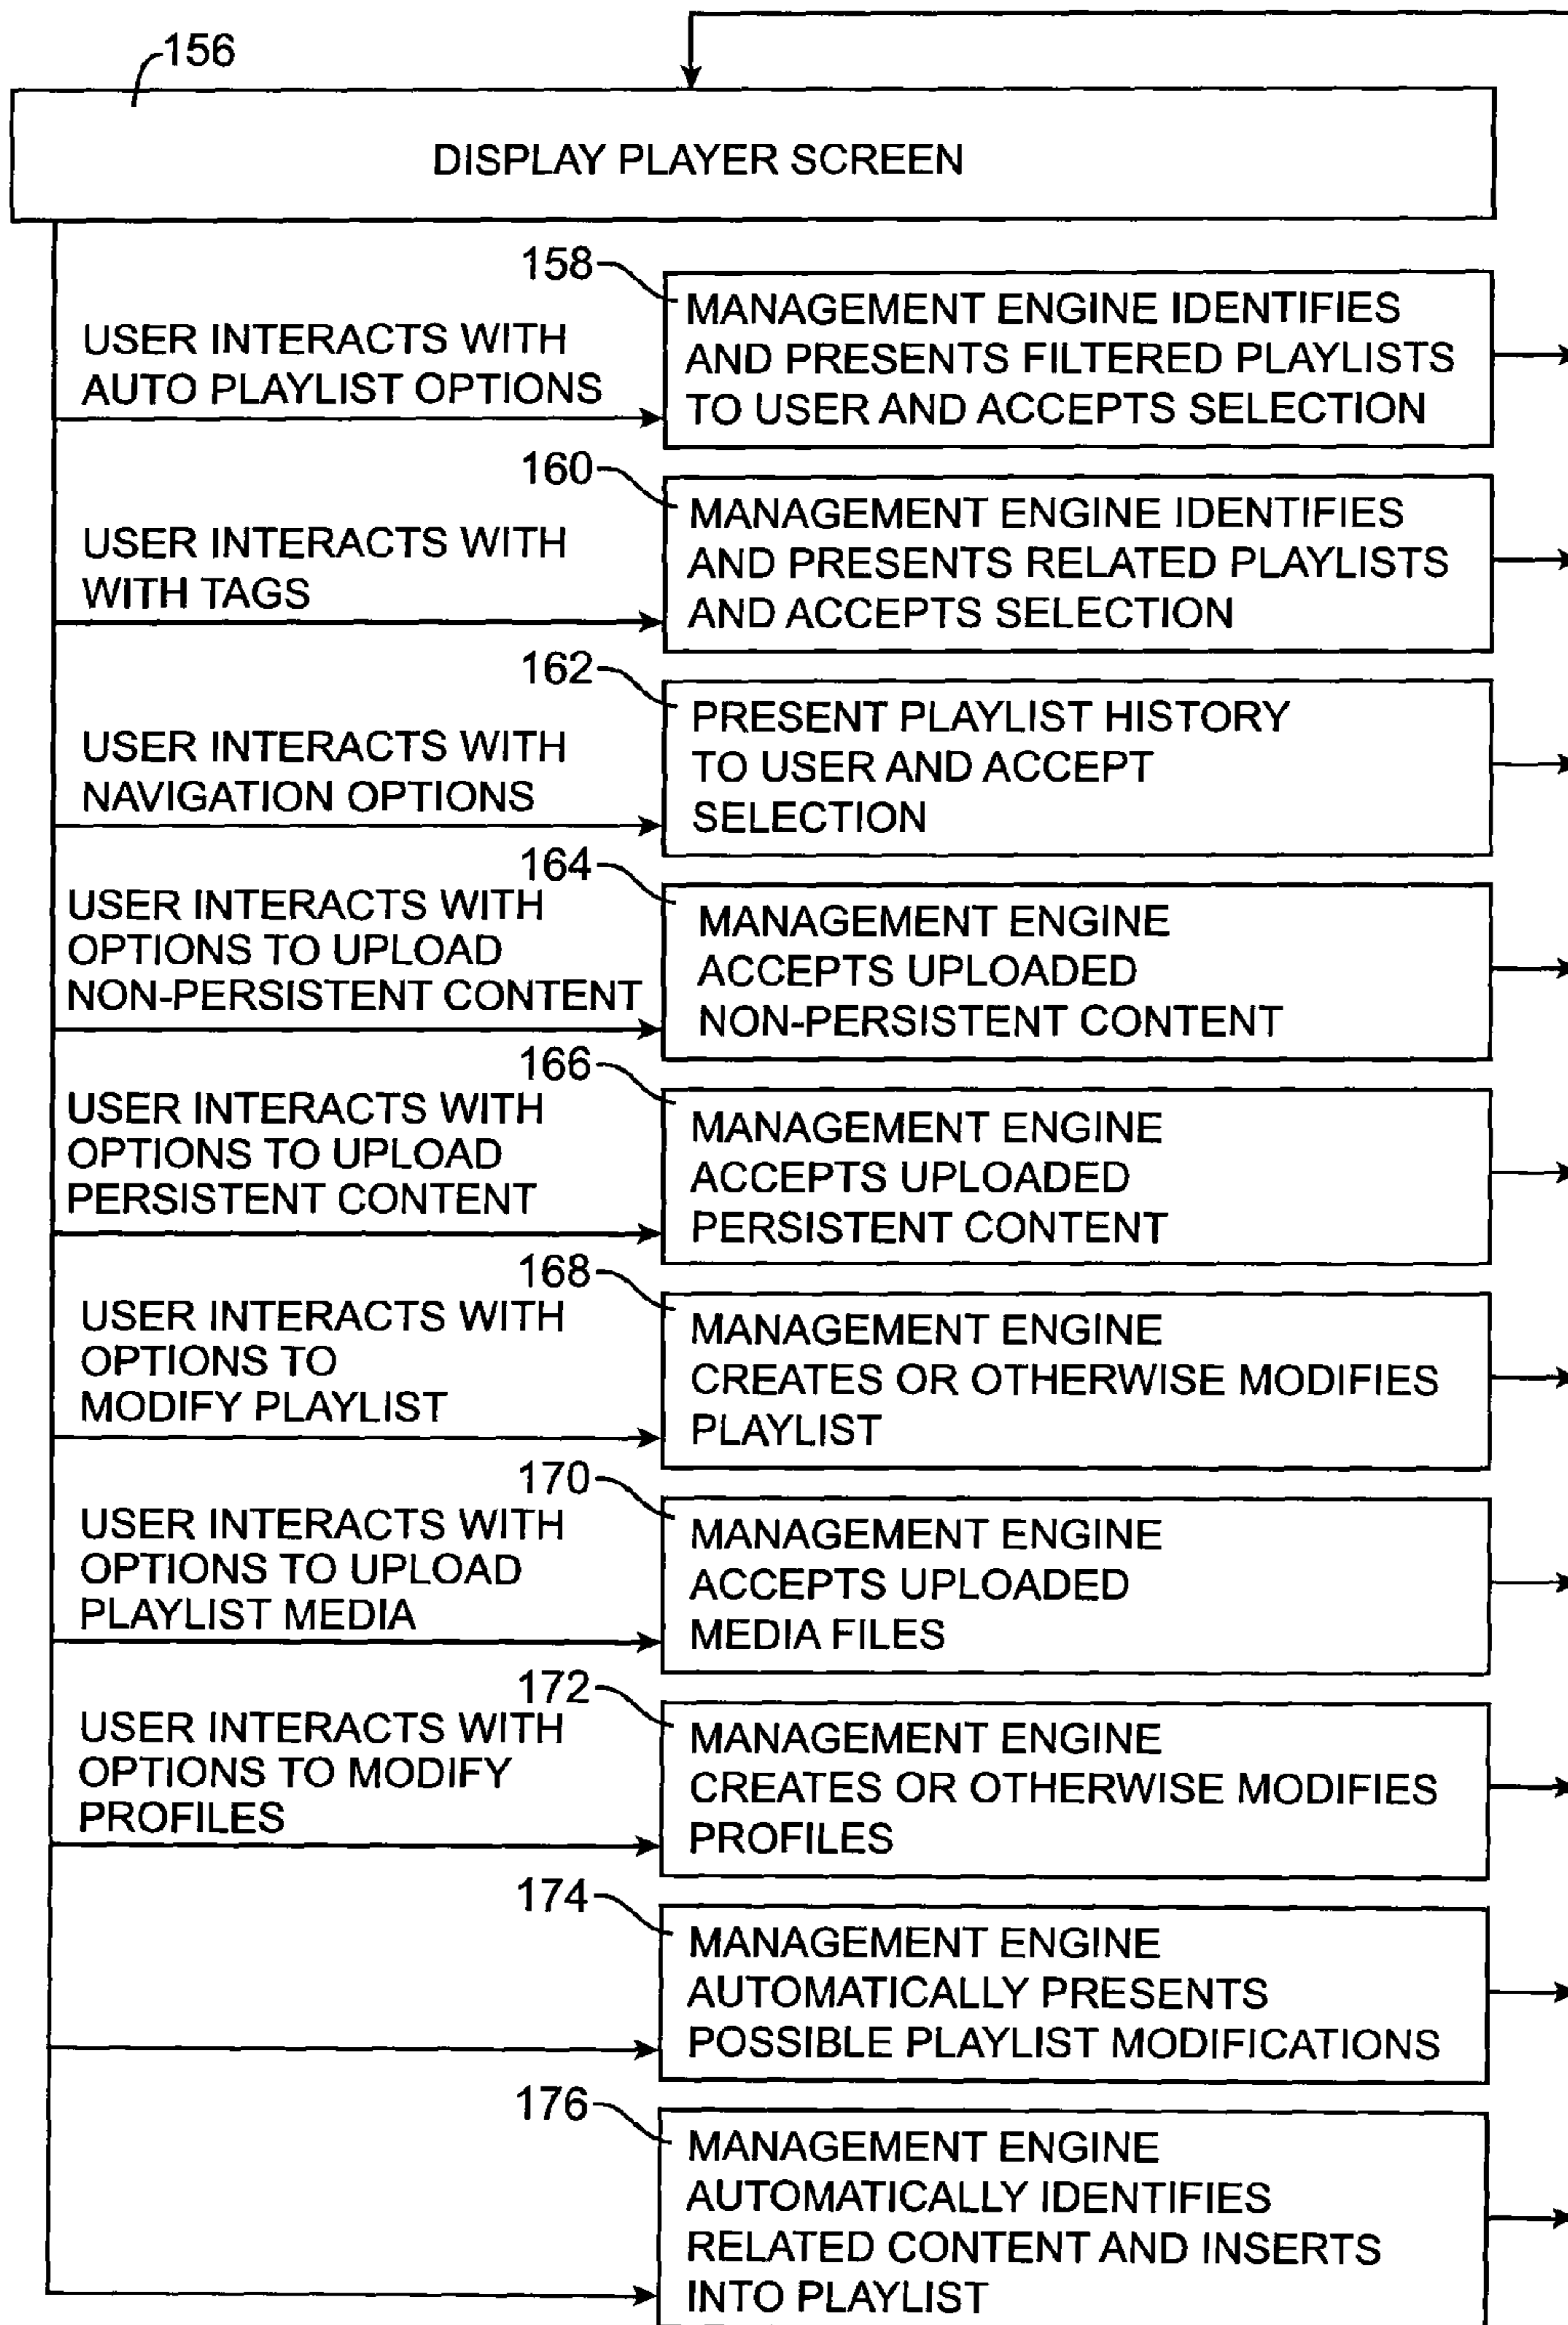 156
DISPLAY PLAYER SCREEN
158
USER INTERACTS WITH
AUTO PLAYLIST OPTIONS
MANAGEMENT ENGINE IDENTIFIES
AND PRESENTS FILTERED PLAYLISTS
TO USER AND ACCEPTS SELECTION
160
USER INTERACTS WITH
WITH TAGS
MANAGEMENT ENGINE IDENTIFIES
AND PRESENTS RELATED PLAYLISTS
AND ACCEPTS SELECTION
162
USER INTERACTS WITH
NAVIGATION OPTIONS
PRESENT PLAYLIST HISTORY
TO USER AND ACCEPT
SELECTION
164
USER INTERACTS WITH
OPTIONS TO UPLOAD
NON-PERSISTENT CONTENT
MANAGEMENT ENGINE
ACCEPTS UPLOADED
NON-PERSISTENT CONTENT
166
USER INTERACTS WITH
OPTIONS TO UPLOAD
PERSISTENT CONTENT
MANAGEMENT ENGINE
ACCEPTS UPLOADED
PERSISTENT CONTENT
168
USER INTERACTS WITH
OPTIONS TO
MODIFY PLAYLIST
MANAGEMENT ENGINE
CREATES OR OTHERWISE MODIFIES
PLAYLIST
170
USER INTERACTS WITH
OPTIONS TO UPLOAD
PLAYLIST MEDIA
MANAGEMENT ENGINE
ACCEPTS UPLOADED
MEDIA FILES
172
USER INTERACTS WITH
OPTIONS TO MODIFY
PROFILES
MANAGEMENT ENGINE
CREATES OR OTHERWISE MODIFIES
PROFILES
174
MANAGEMENT ENGINE
AUTOMATICALLY PRESENTS
POSSIBLE PLAYLIST MODIFICATIONS
176
MANAGEMENT ENGINE
AUTOMATICALLY IDENTIFIES
RELATED CONTENT AND INSERTS
INTO PLAYLIST